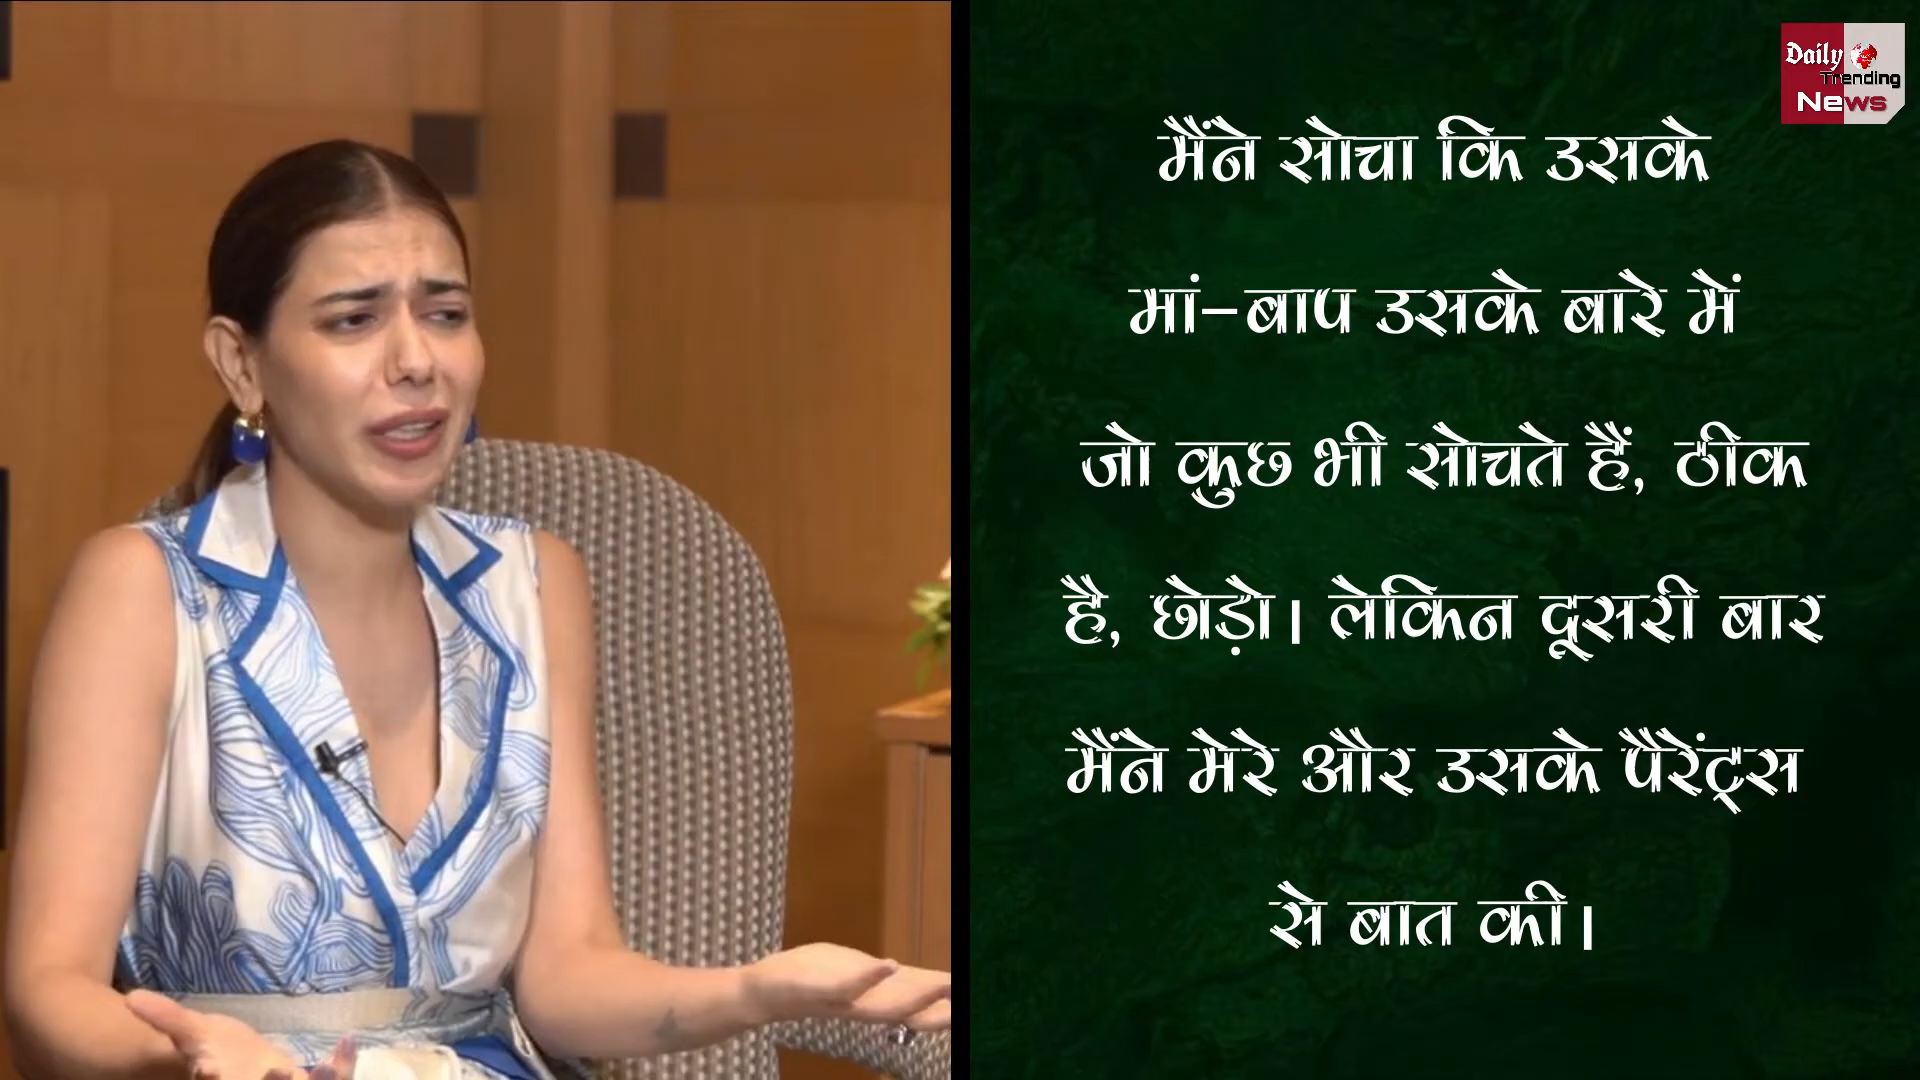 Daily
Trending
News
मैंने सोचा कि उसके
मां-बाप उसके बारे में
जो कुछ भी सोचते हैं, ठीक
है, छोड़ो। लेकिन दूसरी बार
मैंने मेरे और उसके पैरेंट्स
से बात की।